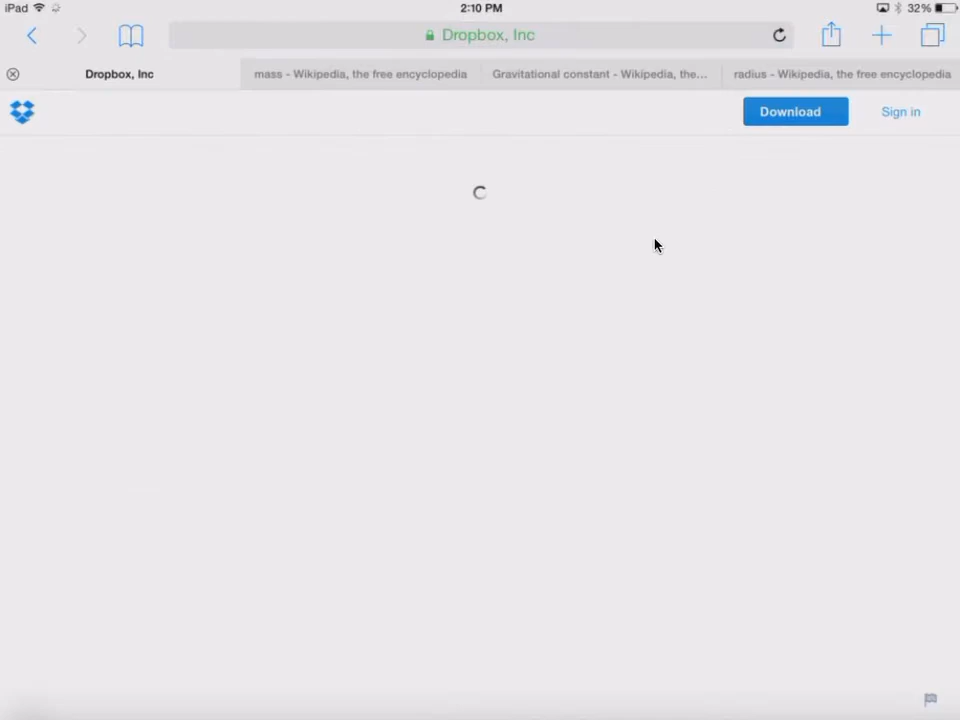 iPad 2:10 PM 32%
Dropbox, Inc
Dropbox, Inc mass - Wikipedia, the free encyclopedia Gravitational constant - Wikipedia, the... radius - Wikipedia, the free encyclopedia
Download Sign in